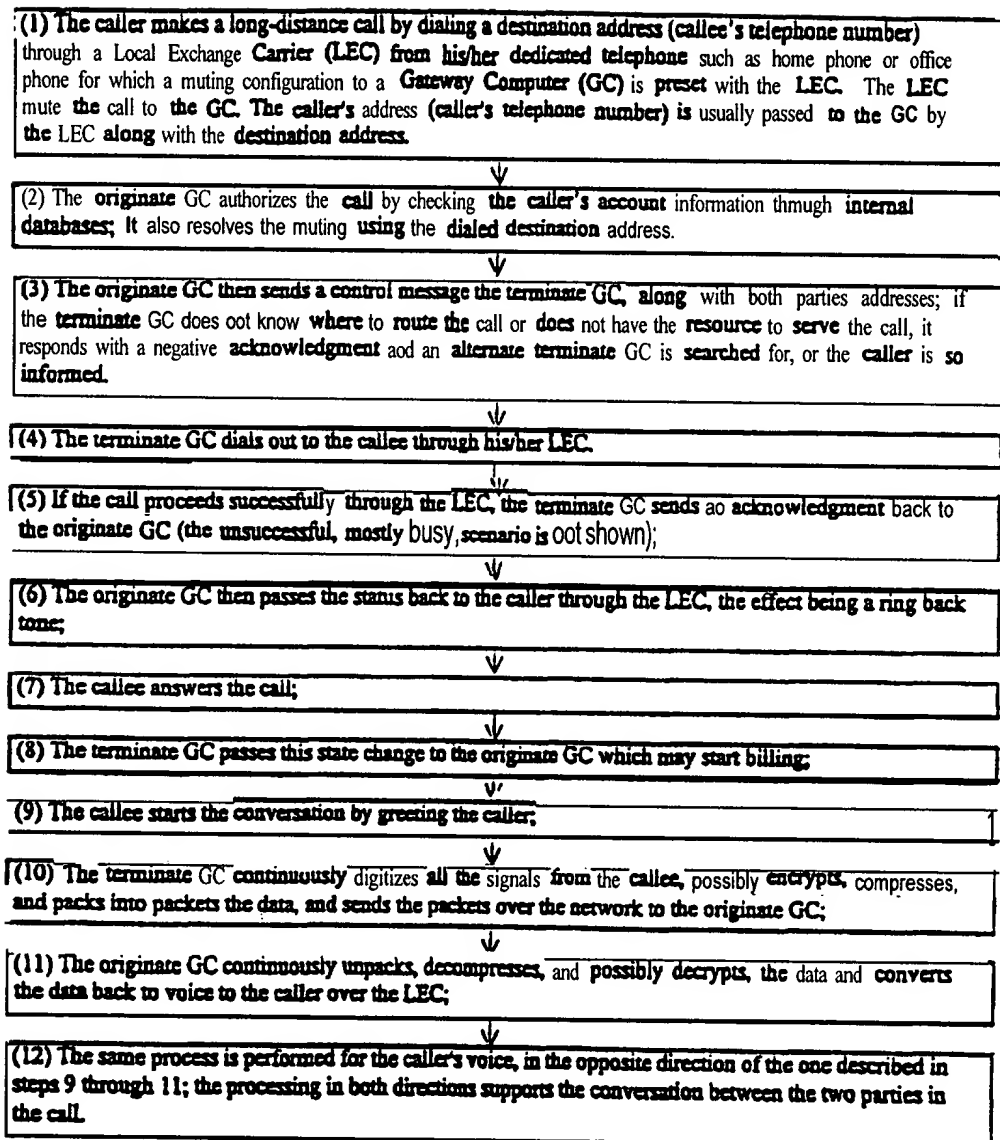 (1) The caller makes a long-distance call by dialing a destination address (callee's telephone number)
through a Local Exchange Carrier (LEC) from his/her dedicated telephone such as home phone or office
phone for which a muting configuration to a Gateway Computer (GC) is preset with the LEC. The LEC
mute the call to the GC. The caller's address (caller's telephone number) is usually passed to the GC by
the LEC along with the destination address.
(2) The originate GC authorizes the call by checking the caller's account information thmugh internal
databases; It also resolves the muting using the dialed destination address.
(3) The originate GC then sends a control message the terminate GC, along with both parties addresses; if
the terminate GC does oot know where to route the call or does not have the resource to serve the call, it
responds with a negative acknowledgment aod an alternate terminate GC is searched for, or the caller is so
informed.
(4) The terminate GC dials out to the callee through his/her LEC.
(5) If the call proceeds successfully through the LEC, the terminate GC sends ao acknowledgment back to
the originate GC (the unsuccessful, mostly busy, scenario is oot shown);
(6) The originate GC then passes the status back to the caller through the LEC, the effect being a ring back
tone;
(7) The callee answers the call;
(8) The terminate GC passes this state change to the originate GC which may start billing;
(9) The callee starts the conversation by greeting the caller;
(10) The terminate GC continuously digitizes all the signals from the callee, possibly encrypts, compresses,
and packs into packets the data, and sends the packets over the network to the originate GC;
(11) The originate GC continuously unpacks, decompresses, and possibly decrypts, the data and converts
the data back to voice to the caller over the LEC;
(12) The same process is performed for the caller's voice, in the opposite direction of the one described in
steps 9 through 11; the processing in both directions supports the conversation between the two parties in
the call.